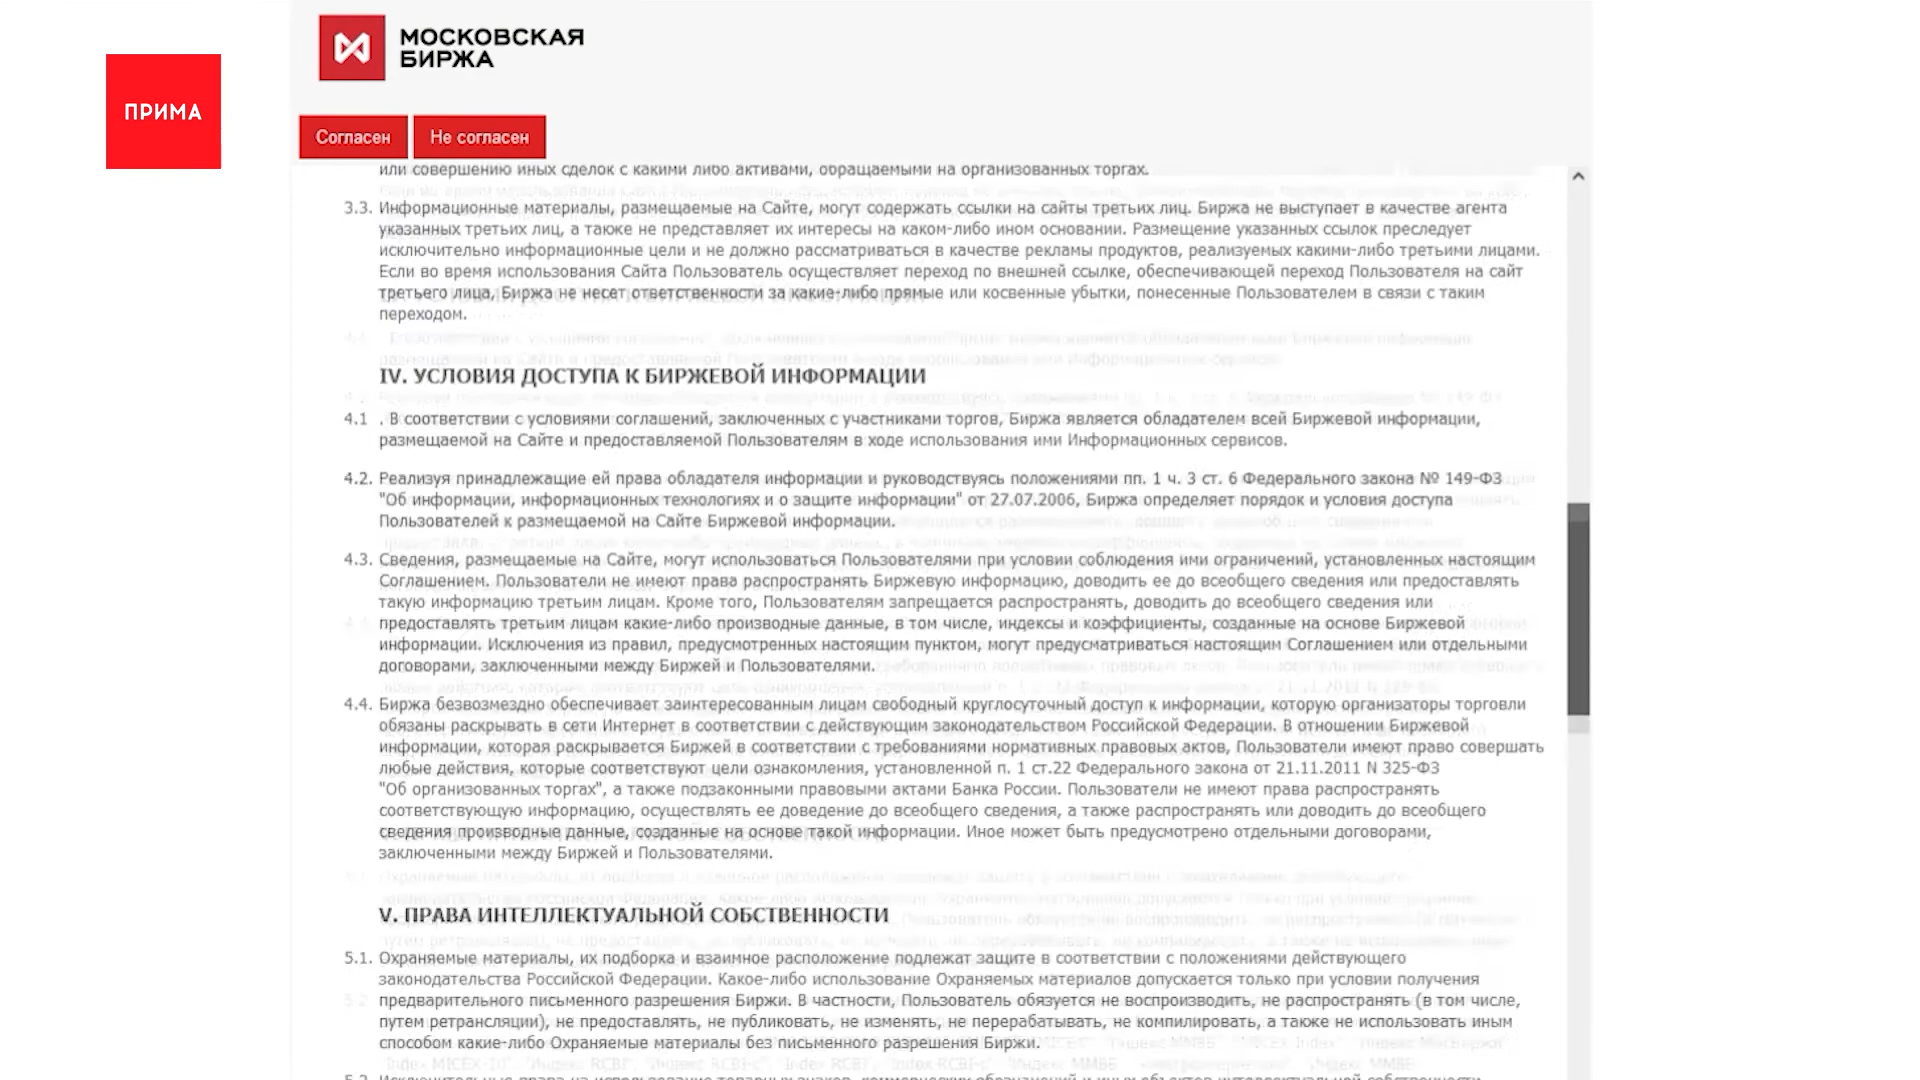 МОСКОВСКАЯ
БИРЖА
ПРИМА
Согласен
Не согласен
или совершению иных сделок с какими либо активами, обращаемыми на организованных торгах.
3.3. Информационные материалы, размещаемые на Сайте, могут содержать ссылки на сайты третьих лиц. Биржа не выступает в качестве агента
указанных третьих лиц, а также не представляет их интересы на каком-либо ином основании. Размещение указанных ссылок преследует
исключительно информационные цели и не должно рассматриваться в качестве рекламы продуктов, реализуемых какими-либо третьими лицами.
Если во время использования Сайта Пользователь осуществляет переход по внешней ссылке, обеспечивающей переход Пользователя на сайт
третьего лица, Биржа не несет ответственности за какие-либо прямые или косвенные убытки, понесенные Пользователем в связи с таким
переходом.
IV. УСЛОВИЯ ДОСТУПА К БИРЖЕВОЙ ИНФОРМАЦИИ
4.1 . В соответствии с условиями соглашений, заключенных с участниками торгов, Биржа является обладателем всей Биржевой информации,
размещаемой на Сайте и предоставляемой Пользователям в ходе использования ими Информационных сервисов.
4.2. Реализуя принадлежащие ей права обладателя информации и руководствуясь положениями пп. 1 ч. 3 ст. 6 Федерального закона № 149-ФЗ
"Об информации, информационных технологиях и о защите информации" от 27.07.2006, Биржа определяет порядок и условия доступа
Пользователей к размещаемой на Сайте Биржевой информации.
4.3. Сведения, размещаемые на Сайте, могут использоваться Пользователями при условии соблюдения ими ограничений, установленных настоящим
Соглашением. Пользователи не имеют права распространять Биржевую информацию, доводить ее до всеобщего сведения или предоставлять
такую информацию третьим лицам. Кроме того, Пользователям запрещается распространять, доводить до всеобщего сведения или
предоставлять третьим лицам какие-либо производные данные, в том числе, индексы и коэффициенты, созданные на основе Биржевой
информации. Исключения из правил, предусмотренных настоящим пунктом, могут предусматриваться настоящим Соглашением или отдельными
договорами, заключенными между Биржей и Пользователями.
4.4. Биржа безвозмездно обеспечивает заинтересованным лицам свободный круглосуточный доступ к информации, которую организаторы торговли
обязаны раскрывать в сети Интернет в соответствии с действующим законодательством Российской Федерации. В отношении Биржевой
информации, которая раскрывается Биржей в соответствии с требованиями нормативных правовых актов, Пользователи имеют право совершать
любые действия, которые соответствуют цели ознакомления, установленной п. 1 ст.22 Федерального закона от 21.11.2011 N 325-ФЗ
"Об организованных торгах", а также подзаконными правовыми актами Банка России. Пользователи не имеют права распространять
соответствующую информацию, осуществлять ее доведение до всеобщего сведения, а также распространять или доводить до всеобщего
сведения производные данные, созданные на основе такой информации. Иное может быть предусмотрено отдельными договорами,
заключенными между Биржей и Пользователями.
V. ПРАВА ИНТЕЛЛЕКТУАЛЬНОЙ СОБСТВЕННОСТИ
5.1. Охраняемые материалы, их подборка и взаимное расположение подлежат защите в соответствии с положениями действующего
законодательства Российской Федерации. Какое-либо использование Охраняемых материалов допускается только при условии получения
предварительного письменного разрешения Биржи. В частности, Пользователь обязуется не воспроизводить, не распространять (в том числе,
путем ретрансляции), не предоставлять, не публиковать, не изменять, не перерабатывать, не компилировать, а также не использовать иным
способом какие-либо Охраняемые материалы без письменного разрешения Биржи.